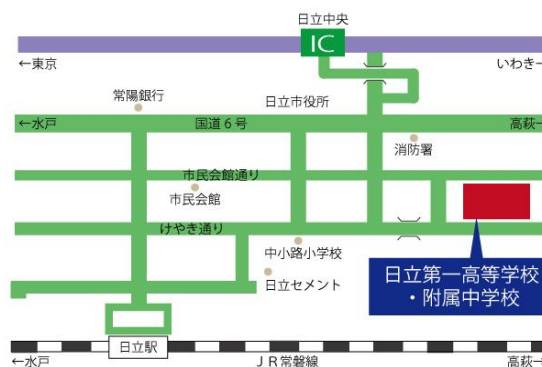 日立中央
IC
←東京
いわき→
常陽銀行
日立市役所
←水戸
国道6号
高萩→
消防署
市民会館通り
市民会館
けやき通り
中小路小学校
日立セメント
日立第一高等学校
・附属中学校
日立駅
←水戸
JR常磐線
高萩→